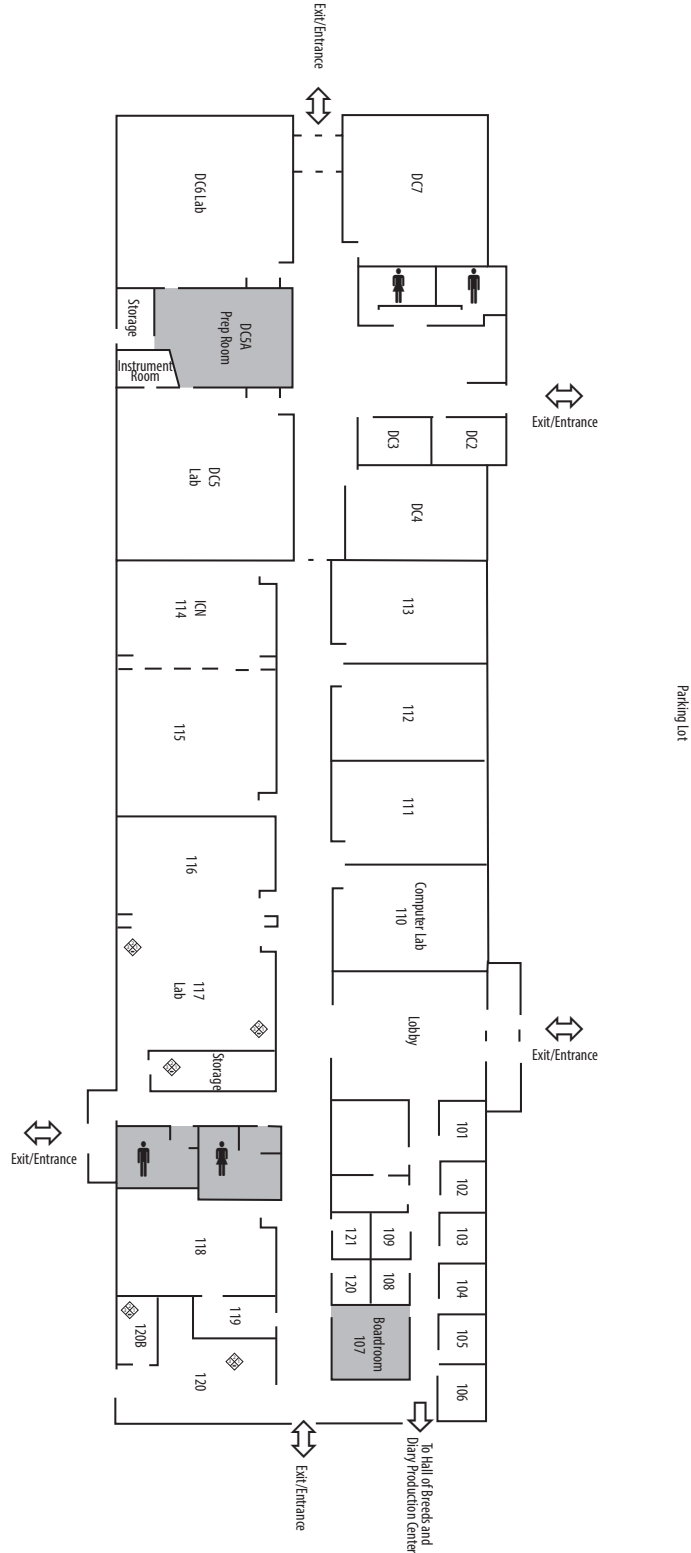 Exit/Entrance
DC6 Lab
DC7
Storage
DC5A
Prep Room
Instrument
Room
Exit/Entrance
DC3
DC2
DC5
Lab
DC4
ICN
114
113
Parking Lot
115
112
111
116
Computer Lab
110
117
Lab
Lobby
Exit/Entrance
Storage
101
Exit/Entrance
102
118
121
109
103
119
120
108
104
120B
120
Boardroom
107
105
106
To Hall of Breeds and
Diary Production Center
Exit/Entrance